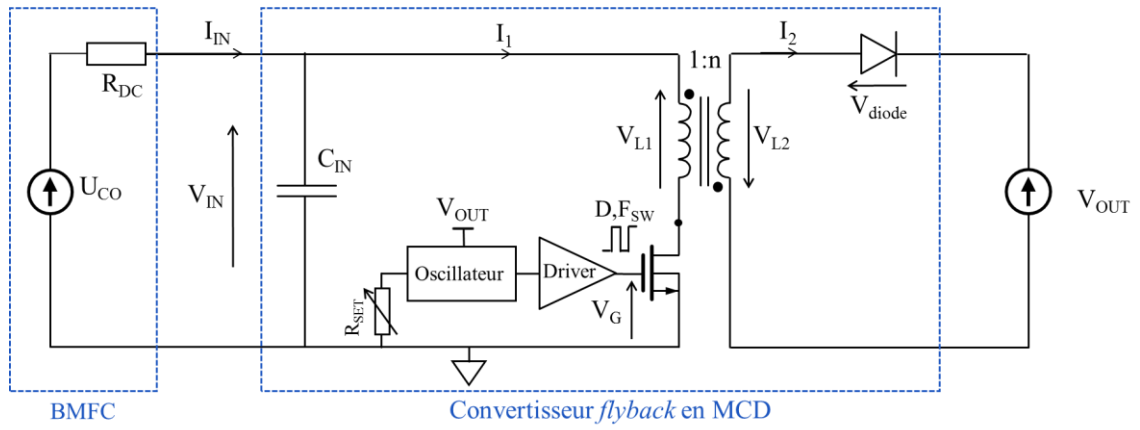 I_IN
I_1
I_2
1:n
R_DC
V_diode
C_IN
V_L1
V_L2
U_CO
V_IN
V_OUT
V_OUT
D,F_SW
Oscillateur
Driver
R_SET
V_G
BMFC
Convertisseur flyback en MCD